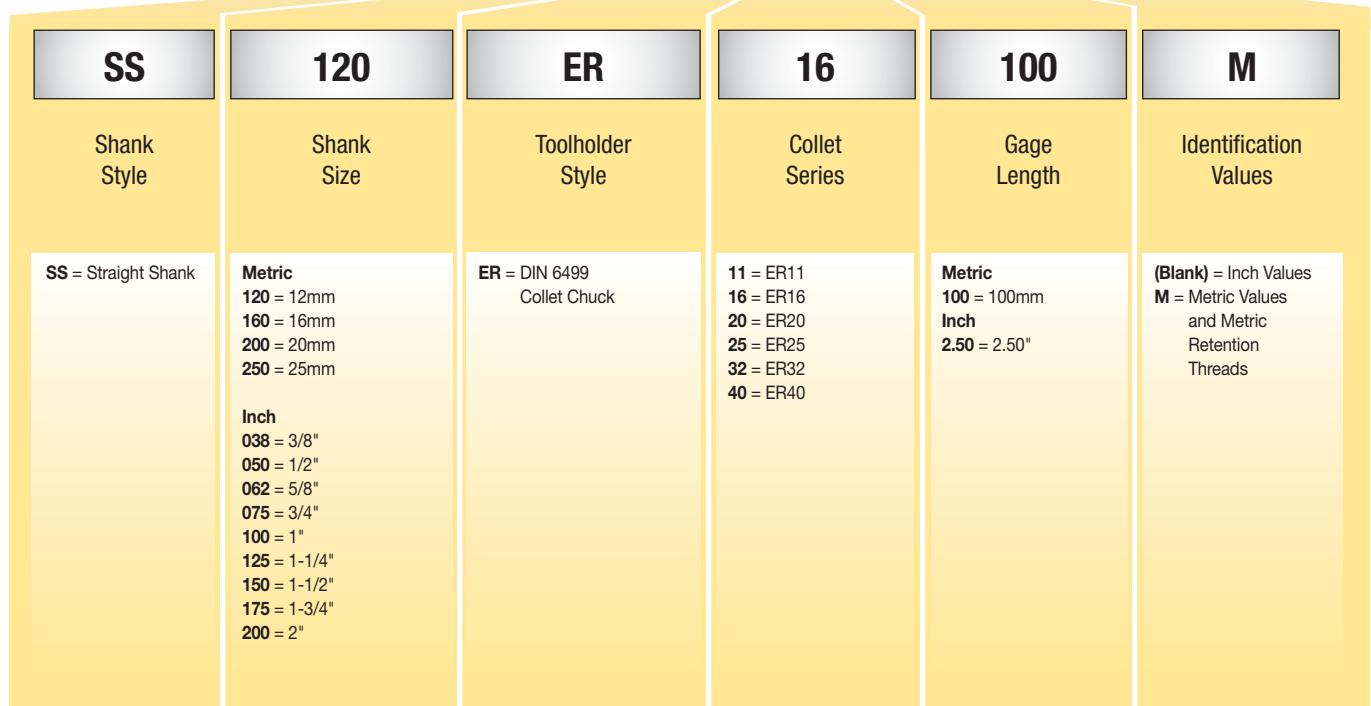 SS
120
ER
16
100
M
Shank
Style
Shank
Size
Toolholder
Style
Collet
Series
Gage
Length
Identification
Values
SS = Straight Shank
Metric
120 = 12mm
160 = 16mm
200 = 20mm
250 = 25mm
Inch
038 = 3/8"
050 = 1/2"
062 = 5/8"
075 = 3/4"
100 = 1"
125 = 1-1/4"
150 = 1-1/2"
175 = 1-3/4"
200 = 2"
ER = DIN 6499
Collet Chuck
11 = ER11
16 = ER16
20 = ER20
25 = ER25
32 = ER32
40 = ER40
Metric
100 = 100mm
Inch
2.50 = 2.50"
(Blank) = Inch Values
M = Metric Values
and Metric
Retention
Threads